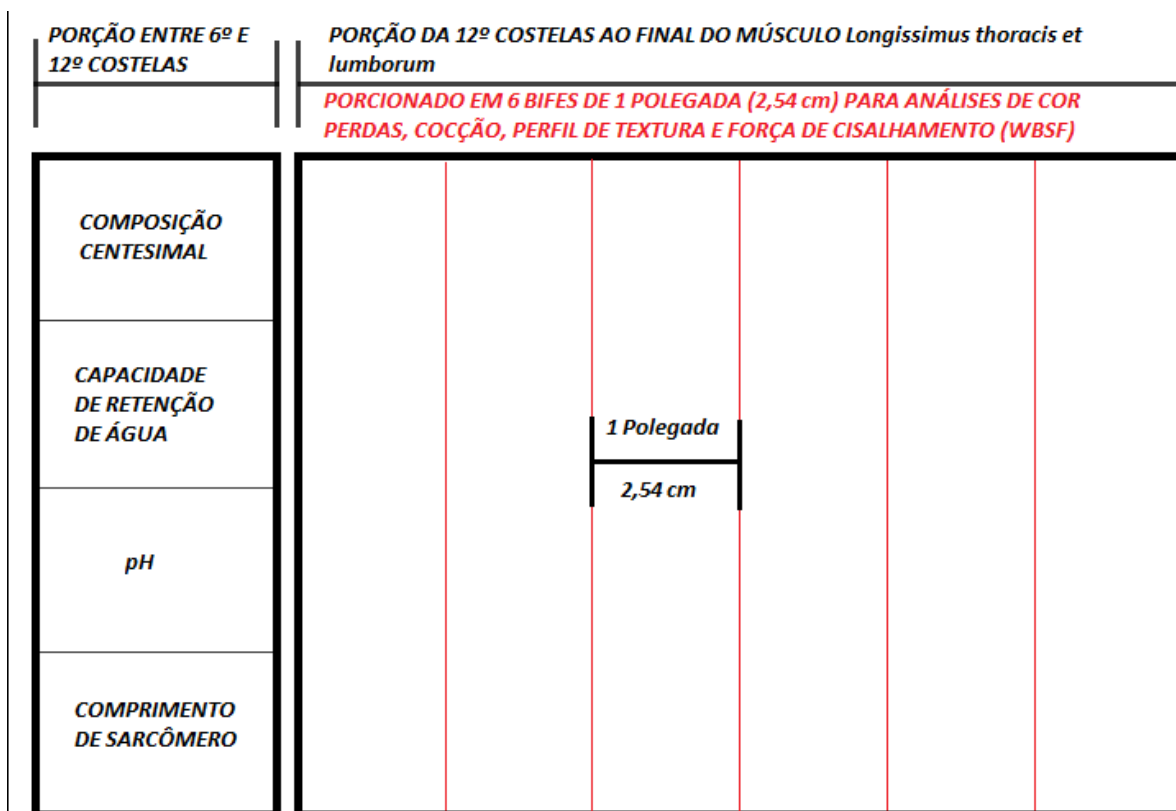 PORÇÃO ENTRE 6º E
12º COSTELAS
PORÇÃO DA 12º COSTELAS AO FINAL DO MÚSCULO Longissimus thoracis et
lumborum
PORCIONADO EM 6 BIFES DE 1 POLEGADA (2,54 cm) PARA ANÁLISES DE COR
PERDAS, COCÇÃO, PERFIL DE TEXTURA E FORÇA DE CISALHAMENTO (WBSF)
COMPOSIÇÃO
CENTESIMAL
CAPACIDADE
DE RETENÇÃO
DE ÁGUA
pH
COMPRIMENTO
DE SARCÔMERO
1 Polegada
2,54 cm